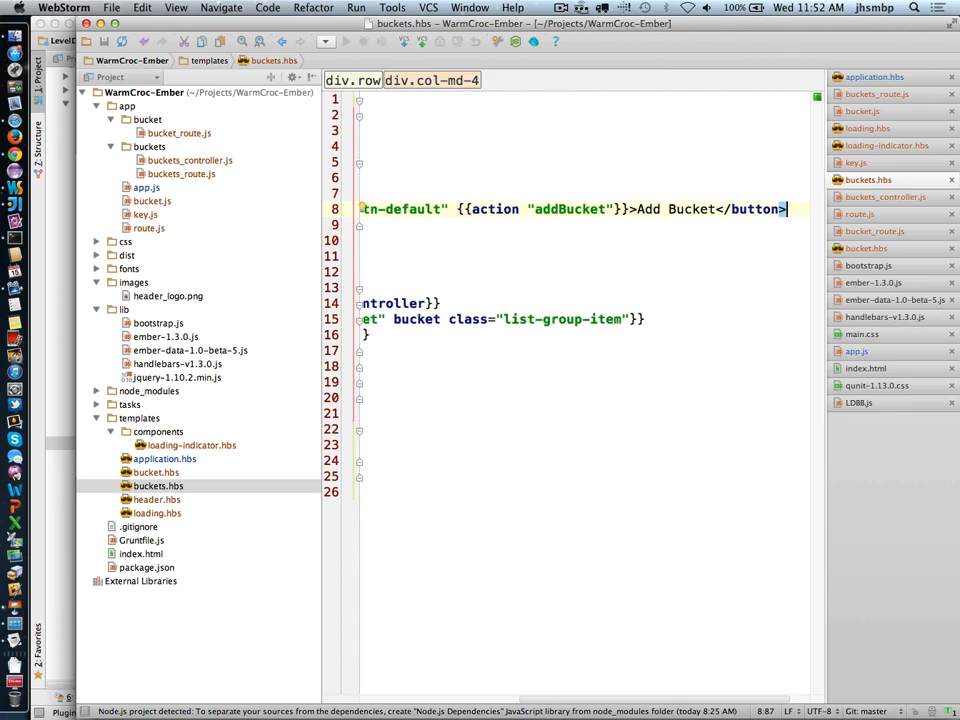 WebStorm File Edit View Navigate Code Refactor Run Tools VCS Window Help 100% Wed 11:52 AM jhsmbp
buckets.hbs - WarmCroc-Ember - [~/Projects/WarmCroc-Ember]
LevelD
VCS VCS
WarmCroc-Ember templates buckets.hbs
Project
div.row div.col-md-4
1: Project
Z: Structure
2: Favorites
WarmCroc-Ember (~/Projects/WarmCroc-Ember)
app
bucket
bucket_route.js
buckets
buckets_controller.js
buckets_route.js
app.js
bucket.js
key.js
route.js
css
dist
fonts
images
header_logo.png
lib
bootstrap.js
ember-1.3.0.js
ember-data-1.0-beta-5.js
handlebars-v1.3.0.js
jquery-1.10.2.min.js
node_modules
tasks
templates
components
loading-indicator.hbs
application.hbs
bucket.hbs
buckets.hbs
header.hbs
loading.hbs
.gitignore
Gruntfile.js
index.html
package.json
External Libraries
1
2
3
4
5
6
7
8 tn-default" {{action "addBucket"}}>Add Bucket</button>
9
10
11
12
13
14 ntroller}}
15 et" bucket class="list-group-item"}}
16 }
17
18
19
20
21
22
23
24
25
26
application.hbs
buckets_route.js
bucket.js
loading.hbs
loading-indicator.hbs
key.js
buckets.hbs
buckets_controller.js
route.js
bucket_route.js
bucket.hbs
bootstrap.js
ember-1.3.0.js
ember-data-1.0-beta-5.js
handlebars-v1.3.0.js
main.css
app.js
index.html
qunit-1.13.0.css
LDBB.js
6:
Plugin
Node.js project detected: To separate your sources from the dependencies, create "Node.js Dependencies" JavaScript library from node_modules folder (today 8:25 AM) 8:87 LF UTF-8 Git: master 1